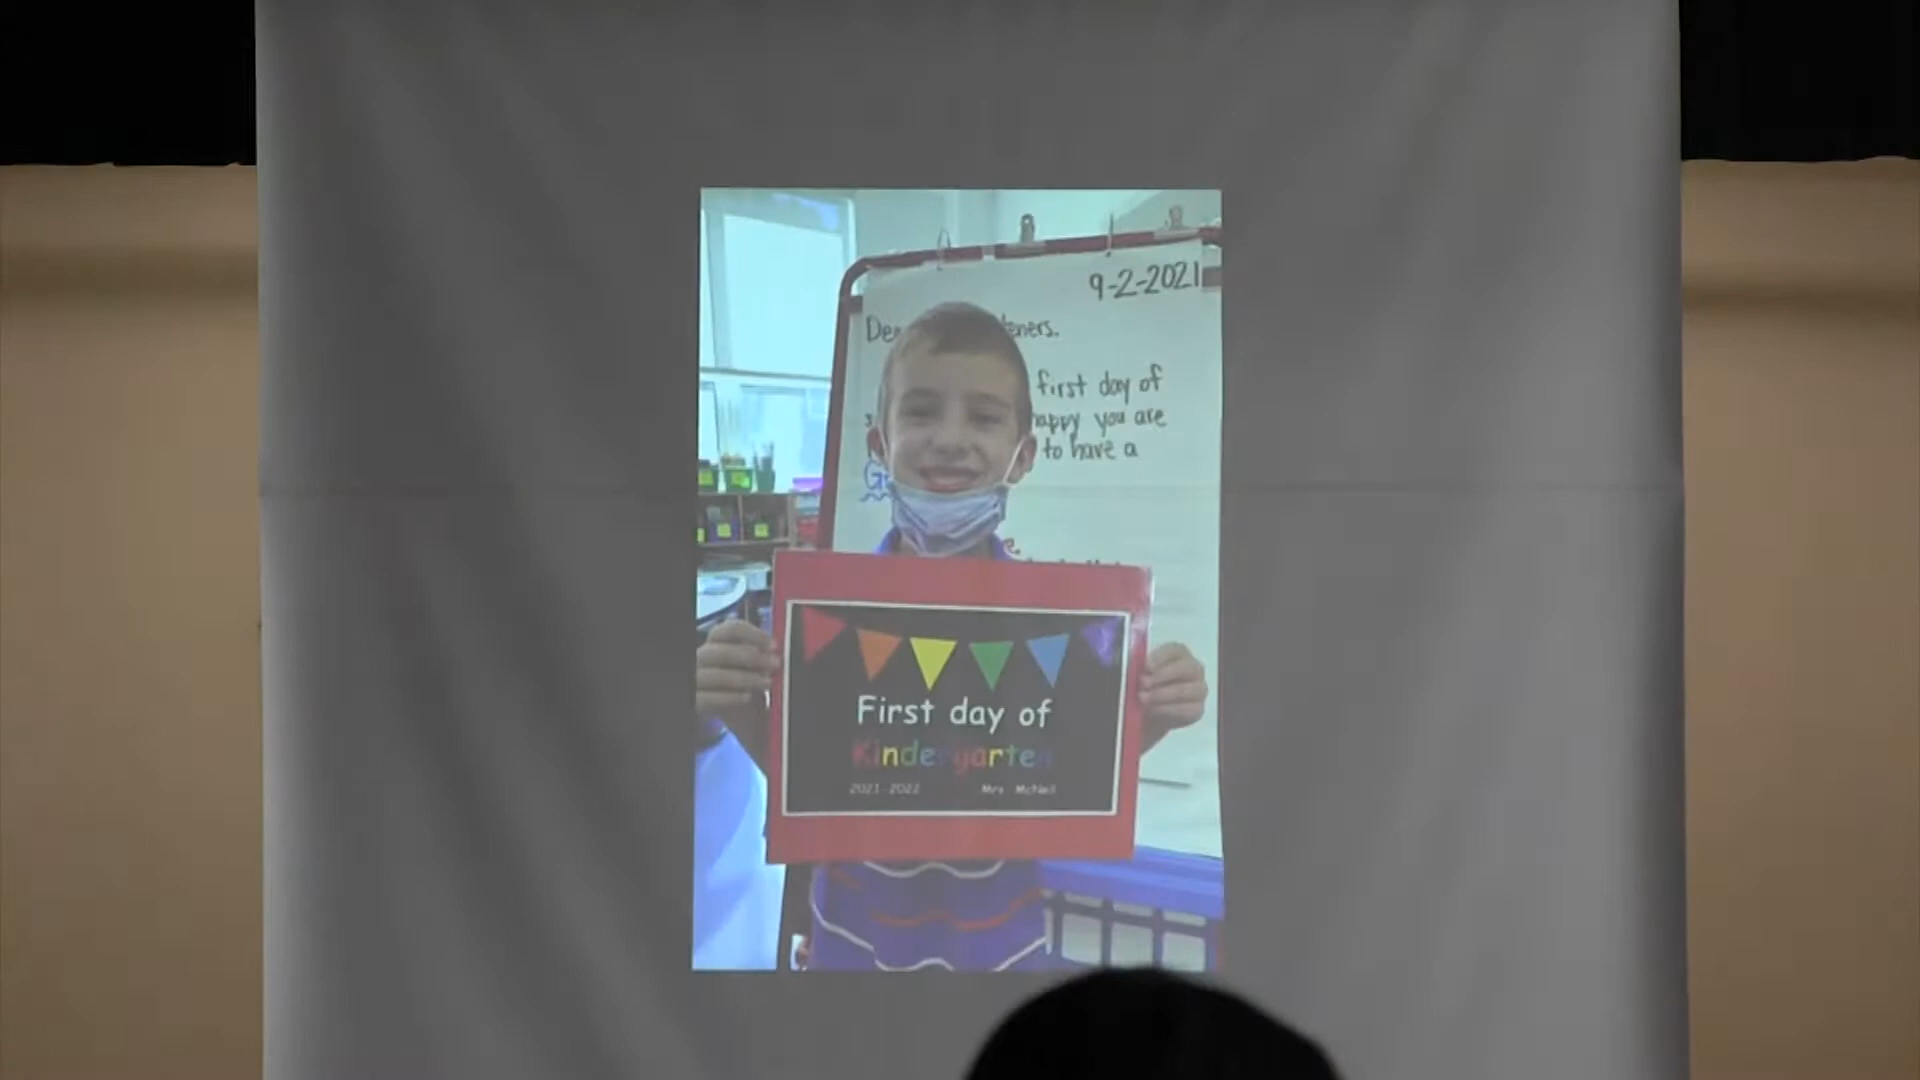 9-2-2021
first day of
happy you are
to have a
First day of
Kindergarten
2021-2022 Mrs. McNeil